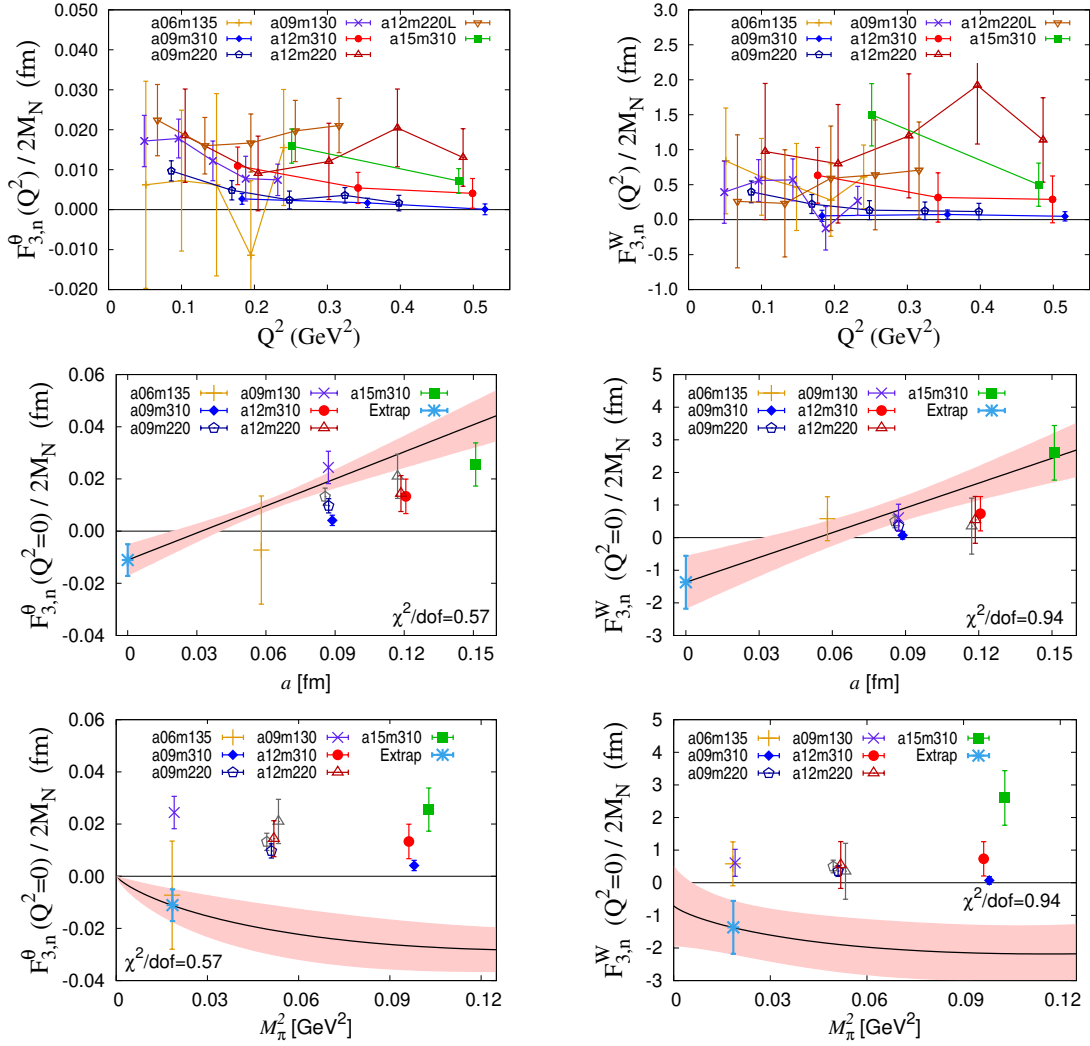 a06m135 a09m130 a12m220L
a09m310 a12m310 a15m310
a09m220 a12m220
0.050
0.040
0.030
0.020
0.010
0.000
-0.010
-0.020
F^θ_{3,n}(Q^2) / 2M_N (fm)
0 0.1 0.2 0.3 0.4 0.5
Q^2 (GeV^2)
a06m135 a09m130 a12m220L
a09m310 a12m310 a15m310
a09m220 a12m220
3.0
2.5
2.0
1.5
1.0
0.5
0.0
-0.5
-1.0
F^W_{3,n}(Q^2) / 2M_N (fm)
0 0.1 0.2 0.3 0.4 0.5
Q^2 (GeV^2)
a06m135 a09m130 a15m310
a09m310 a12m310 Extrap
a09m220 a12m220
0.06
0.04
0.02
0.00
-0.02
-0.04
F^θ_{3,n}(Q^2=0) / 2M_N (fm)
χ^2/dof=0.57
0 0.03 0.06 0.09 0.12 0.15
a [fm]
a06m135 a09m130 a15m310
a09m310 a12m310 Extrap
a09m220 a12m220
5
4
3
2
1
0
-1
-2
-3
F^W_{3,n} (Q^2=0) / 2M_N (fm)
χ^2/dof=0.94
0 0.03 0.06 0.09 0.12 0.15
a [fm]
a06m135 a09m130 a15m310
a09m310 a12m310 Extrap
a09m220 a12m220
0.06
0.04
0.02
0.00
-0.02
-0.04
F^θ_{3,n}(Q^2=0) / 2M_N (fm)
χ^2/dof=0.57
0 0.03 0.06 0.09 0.12
M_π^2 [GeV^2]
a06m135 a09m130 a15m310
a09m310 a12m310 Extrap
a09m220 a12m220
5
4
3
2
1
0
-1
-2
-3
F^W_{3,n} (Q^2=0) / 2M_N (fm)
χ^2/dof=0.94
0 0.03 0.06 0.09 0.12
M_π^2 [GeV^2]